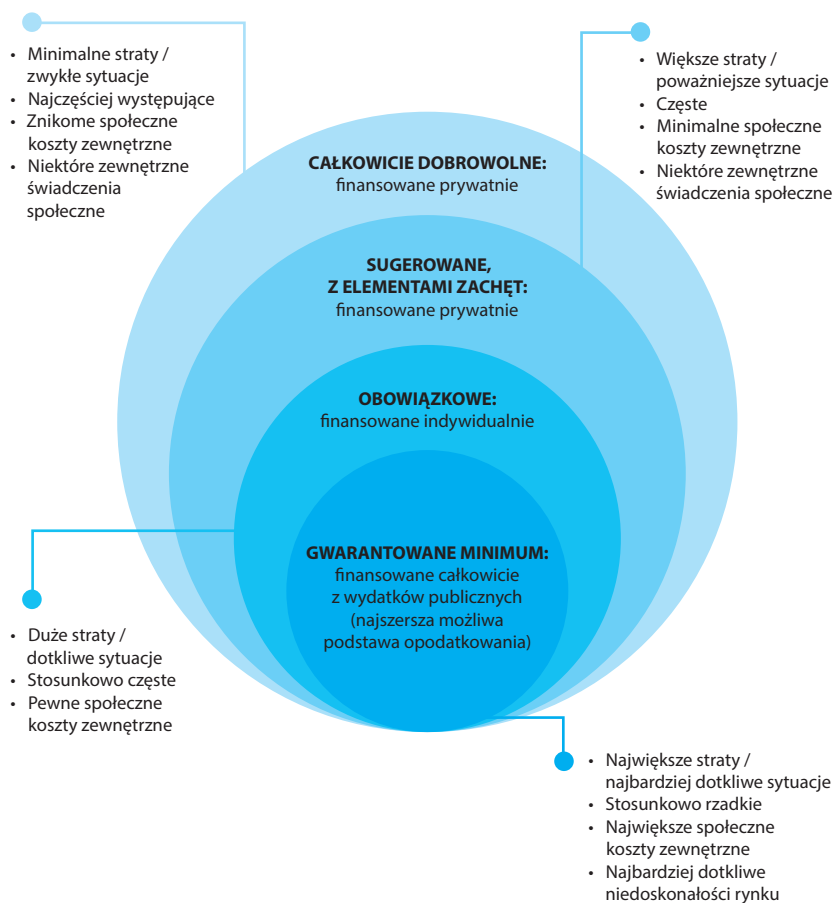 • Minimalne straty /
zwykłe sytuacje
• Najczęściej występujące
• Znikome społeczne
koszty zewnętrzne
• Niektóre zewnętrzne
świadczenia
społeczne
• Większe straty /
poważniejsze sytuacje
• Częste
• Minimalne społeczne
koszty zewnętrzne
• Niektóre zewnętrzne
świadczenia społeczne
CAŁKOWICIE DOBROWOLNE:
finansowane prywatnie
SUGEROWANE,
Z ELEMENTAMI ZACHĘT:
finansowane prywatnie
OBOWIĄZKOWE:
finansowane indywidualnie
GWARANTOWANE MINIMUM:
finansowane całkowicie
z wydatków publicznych
(najszersza możliwa
podstawa opodatkowania)
• Duże straty /
dotkliwe sytuacje
• Stosunkowo częste
• Pewne społeczne
koszty zewnętrzne
• Największe straty /
najbardziej dotkliwe sytuacje
• Stosunkowo rzadkie
• Największe społeczne
koszty zewnętrzne
• Najbardziej dotkliwe
niedoskonałości rynku